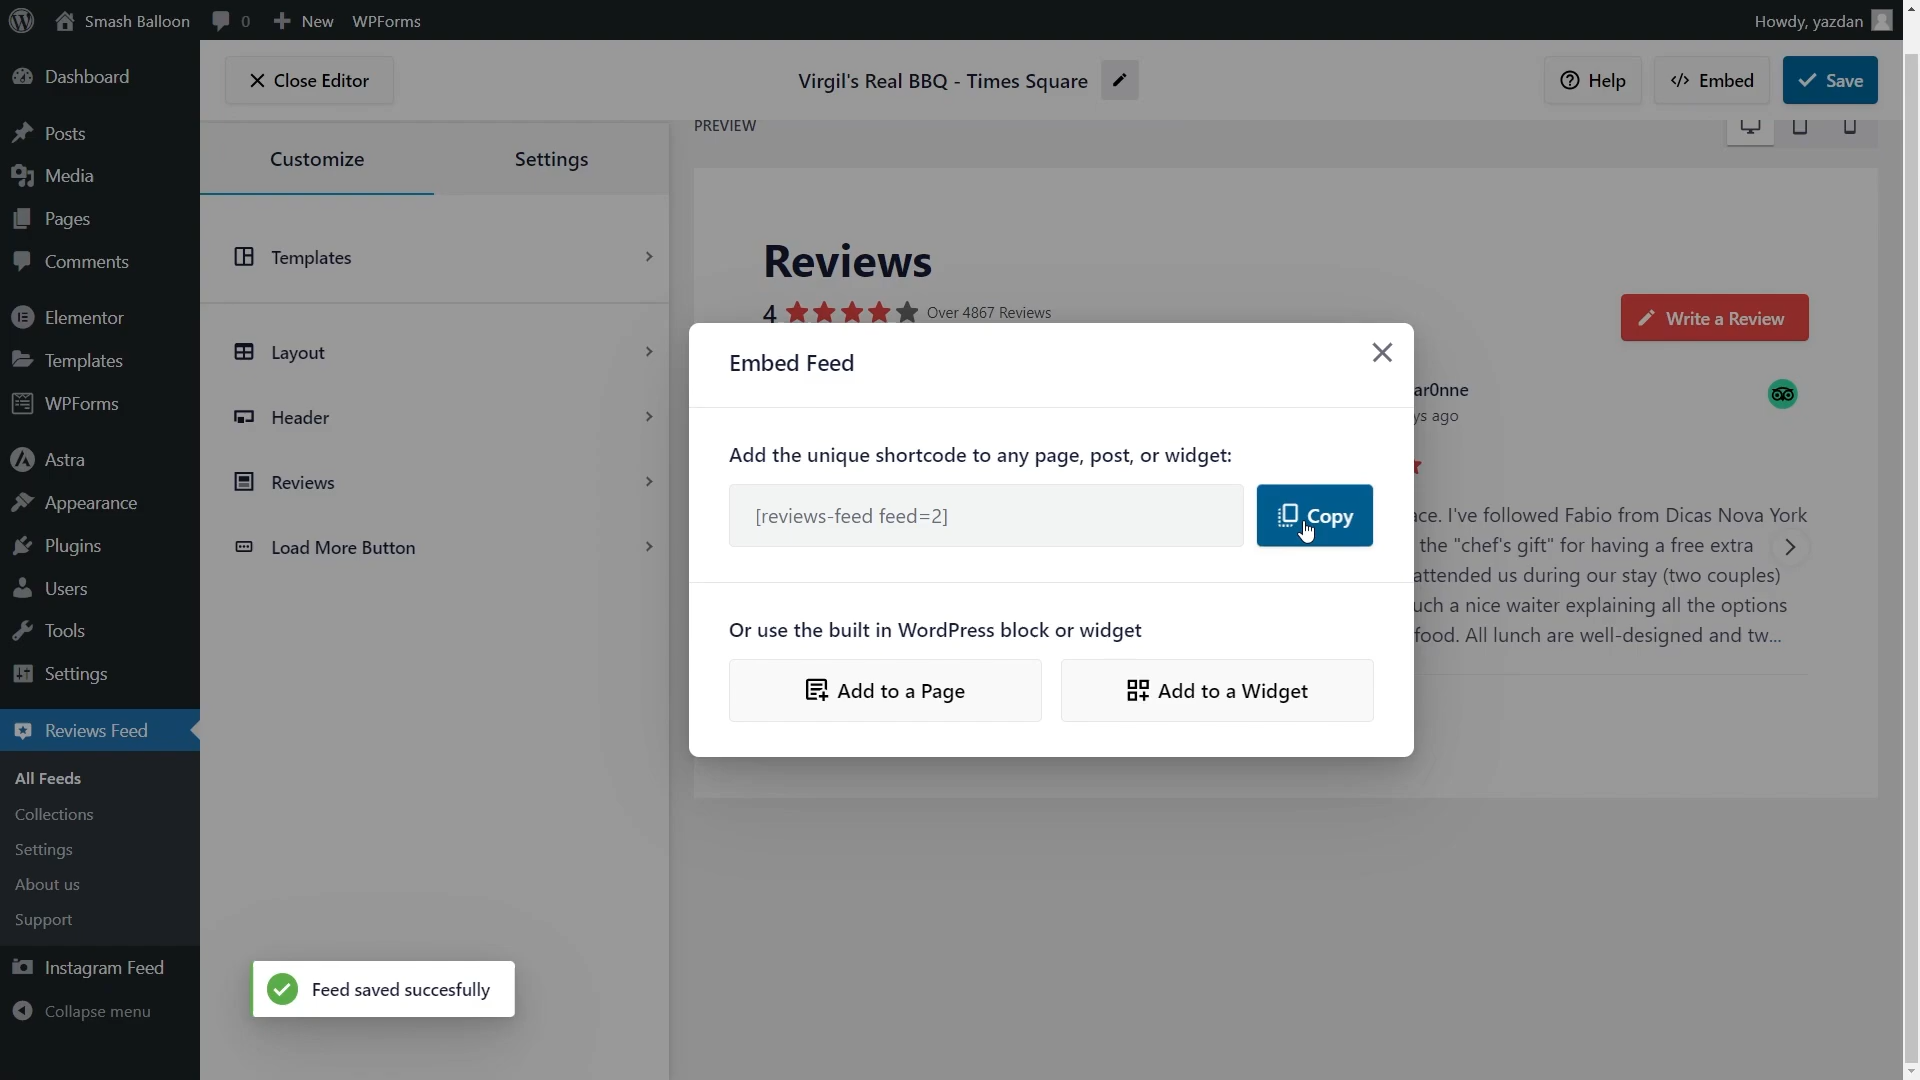 Smash Balloon 0 New WPForms Howdy, yazdan
Dashboard
Posts
Media
Pages
Comments
Elementor
Templates
WPForms
Astra
Appearance
Plugins
Users
Tools
Settings
Reviews Feed
All Feeds
Collections
Settings
About us
Support
Instagram Feed
Collapse menu
Close Editor Virgil's Real BBQ - Times Square Help </> Embed Save
Customize Settings
Templates
Layout
Header
Reviews
Load More Button
PREVIEW
Reviews
4 Over 4867 Reviews
Write a Review
ar0nne
ys ago
ace. I've followed Fabio from Dicas Nova York
the "chef's gift" for having a free extra
attended us during our stay (two couples)
uch a nice waiter explaining all the options
food. All lunch are well-designed and tw...
Embed Feed
Add the unique shortcode to any page, post, or widget:
[reviews-feed feed=2] Copy
Or use the built in WordPress block or widget
Add to a Page Add to a Widget
Feed saved succesfully